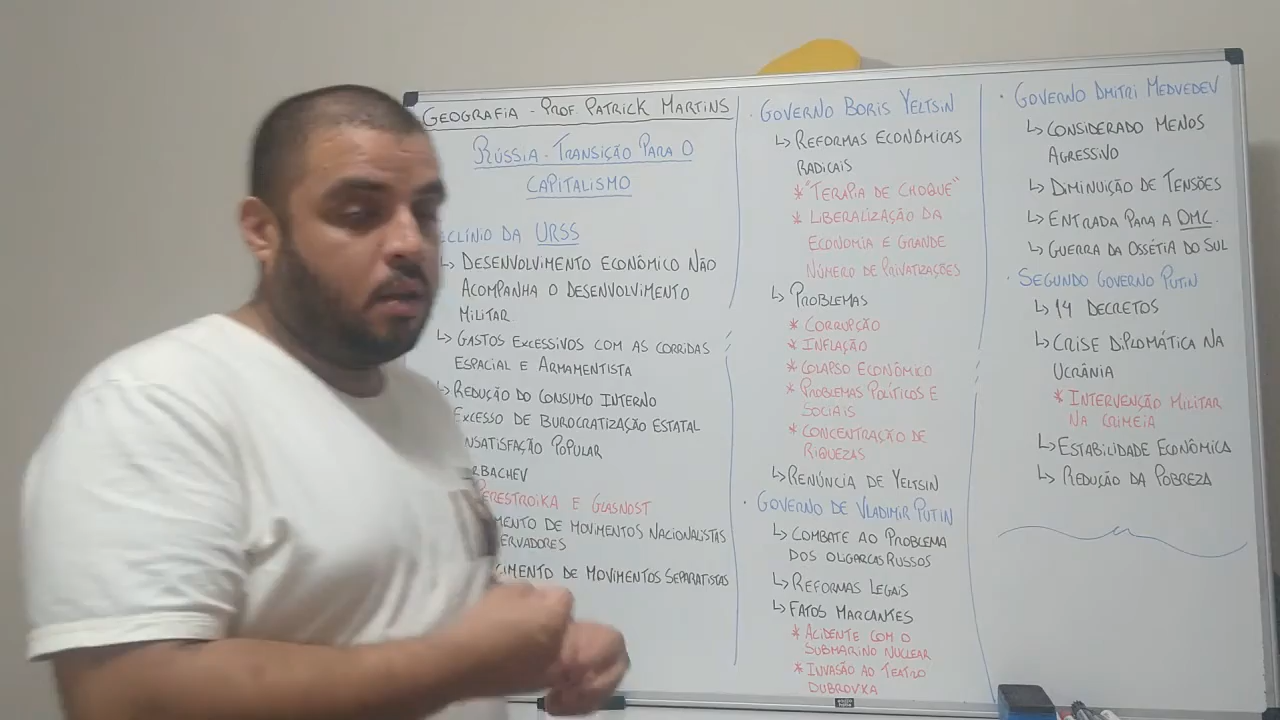 GEOGRAFIA - PROF. PATRICK MARTINS
RÚSSIA - TRANSIÇÃO PARA O
CAPITALISMO
ECLÍNIO DA URSS
↳ DESENVOLVIMENTO ECONÔMICO NÃO
ACOMPANHA O DESENVOLVIMENTO
MILITAR
↳ GASTOS EXCESSIVOS COM AS CORRIDAS
ESPACIAL E ARMAMENTISTA
↳ REDUÇÃO DO CONSUMO INTERNO
EXCESSO DE BUROCRATIZAÇÃO ESTATAL
NSATISFAÇÃO POPULAR
RBACHEV
PERESTROIKA E GLASNOST
MENTO DE MOVIMENTOS NACIONALISTAS
ERVADORES
CIMENTO DE MOVIMENTOS SEPARATISTAS
· GOVERNO BORIS YELTSIN
↳ REFORMAS ECONÔMICAS
RADICAIS
* "TERAPIA DE CHOQUE"
* LIBERALIZAÇÃO DA
ECONOMIA E GRANDE
NÚMERO DE PRIVATIZAÇÕES
↳ PROBLEMAS
* CORRUPÇÃO
* INFLAÇÃO
* COLAPSO ECONÔMICO
* PROBLEMAS POLÍTICOS E
SOCIAIS
* CONCENTRAÇÃO DE
RIQUEZAS
↳ RENÚNCIA DE YELTSIN
· GOVERNO DE VLADIMIR PUTIN
↳ COMBATE AO PROBLEMA
DOS OLIGARCAS RUSSOS
↳ REFORMAS LEGAIS
↳ FATOS MARCANTES
* ACIDENTE COM O
SUBMARINO NUCLEAR
* INVASÃO AO TEATRO
DUBROVKA
· GOVERNO DMITRI MEDVEDEV
↳ CONSIDERADO MENOS
AGRESSIVO
↳ DIMINUIÇÃO DE TENSÕES
↳ ENTRADA PARA A OMC.
↳ GUERRA DA OSSÉTIA DO SUL
· SEGUNDO GOVERNO PUTIN
↳ 14 DECRETOS
↳ CRISE DIPLOMÁTICA NA
UCRÂNIA
* INTERVENÇÃO MILITAR
NA CRIMEIA
↳ ESTABILIDADE ECONÔMICA
↳ REDUÇÃO DA POBREZA